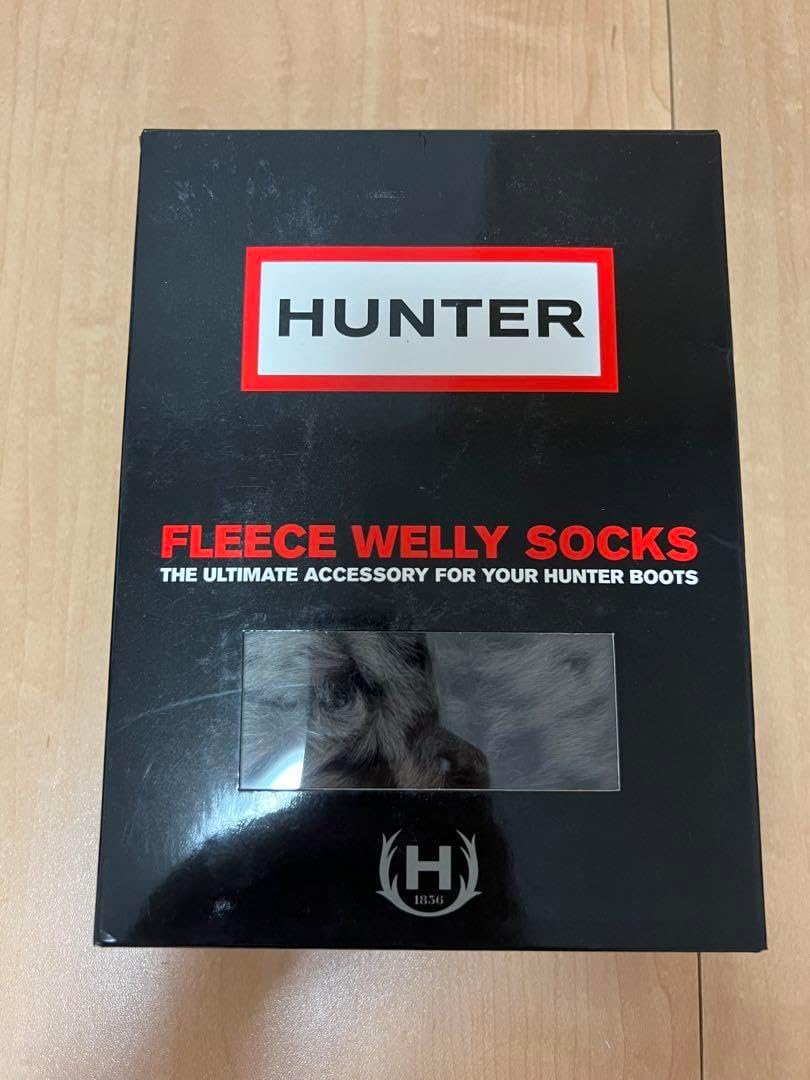 HUNTER
FLEECE WELLY SOCKS
THE ULTIMATE ACCESSORY FOR YOUR HUNTER BOOTS
H
1856